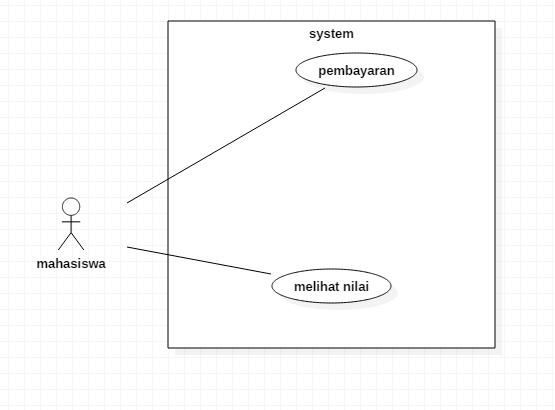 system
pembayaran
mahasiswa
melihat nilai